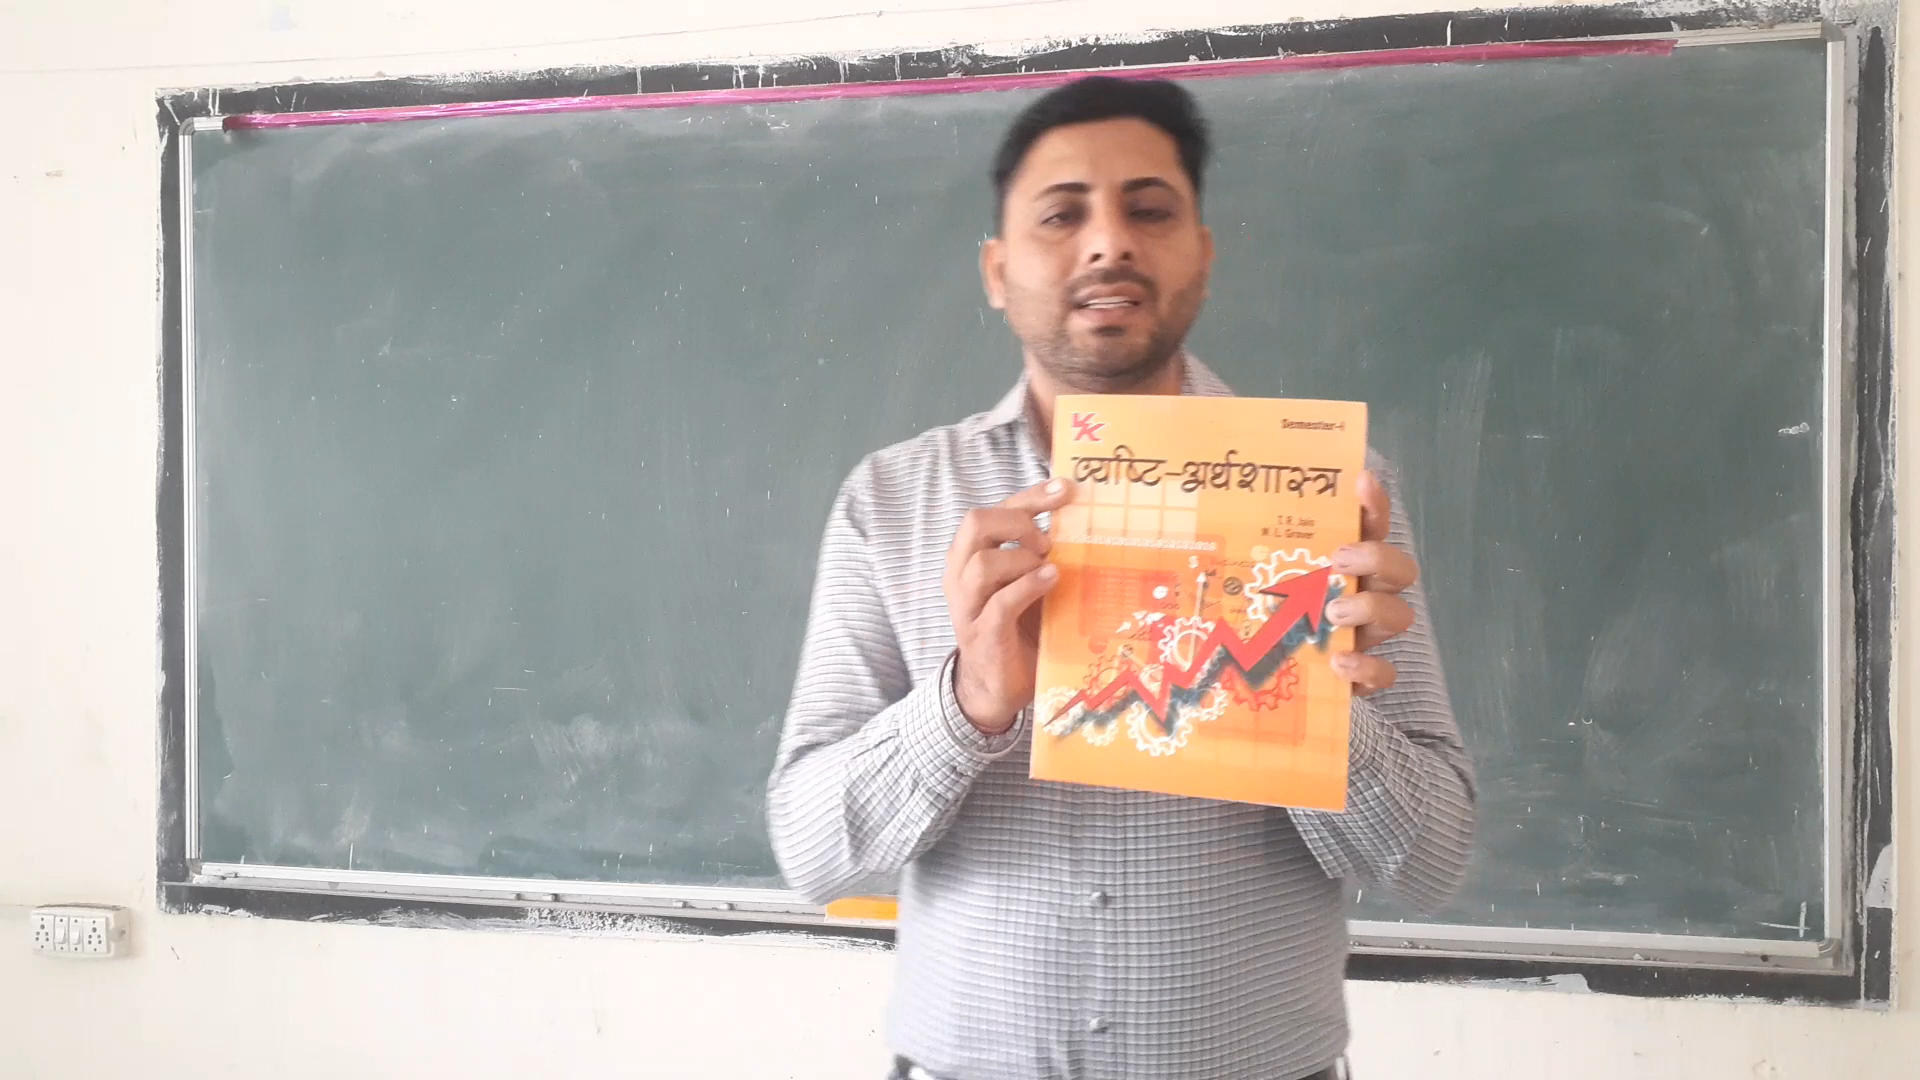 VK
Semester-I
व्यष्टि-अर्थशास्त्र
T. R. Jain
M. L. Grover